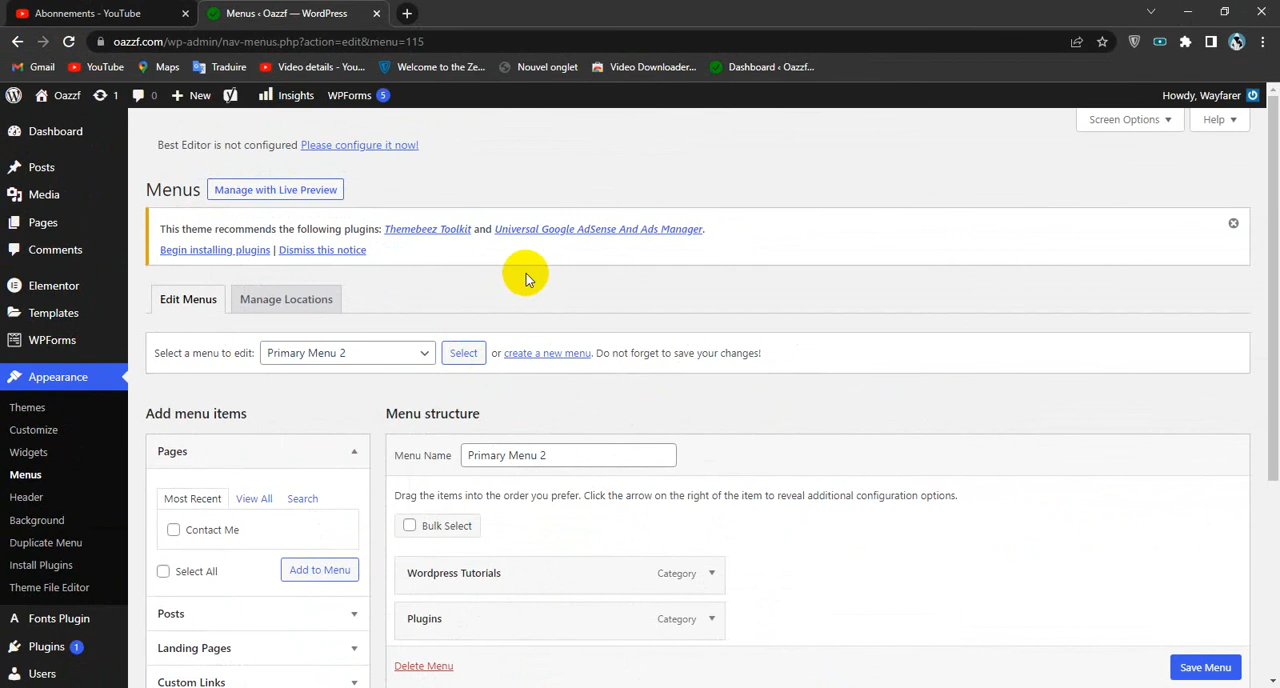 Abonnements - YouTube
Menus ‹ Oazzf — WordPress
oazzf.com/wp-admin/nav-menus.php?action=edit&menu=115
Gmail YouTube Maps Traduire Video details - You... Welcome to the Ze... Nouvel onglet Video Downloader... Dashboard ‹ Oazzf...
Oazzf 1 0 New Insights WPForms 5 Howdy, Wayfarer
Screen Options Help
Dashboard
Posts
Media
Pages
Comments
Elementor
Templates
WPForms
Appearance
Themes
Customize
Widgets
Menus
Header
Background
Duplicate Menu
Install Plugins
Theme File Editor
Fonts Plugin
Plugins 1
Users
Best Editor is not configured Please configure it now!
Menus Manage with Live Preview
This theme recommends the following plugins: Themebeez Toolkit and Universal Google AdSense And Ads Manager.
Begin installing plugins | Dismiss this notice
Edit Menus Manage Locations
Select a menu to edit: Primary Menu 2 Select or create a new menu. Do not forget to save your changes!
Add menu items
Pages
Most Recent View All Search
Contact Me
Select All Add to Menu
Posts
Landing Pages
Custom Links
Menu structure
Menu Name Primary Menu 2
Drag the items into the order you prefer. Click the arrow on the right of the item to reveal additional configuration options.
Bulk Select
Wordpress Tutorials Category
Plugins Category
Delete Menu Save Menu